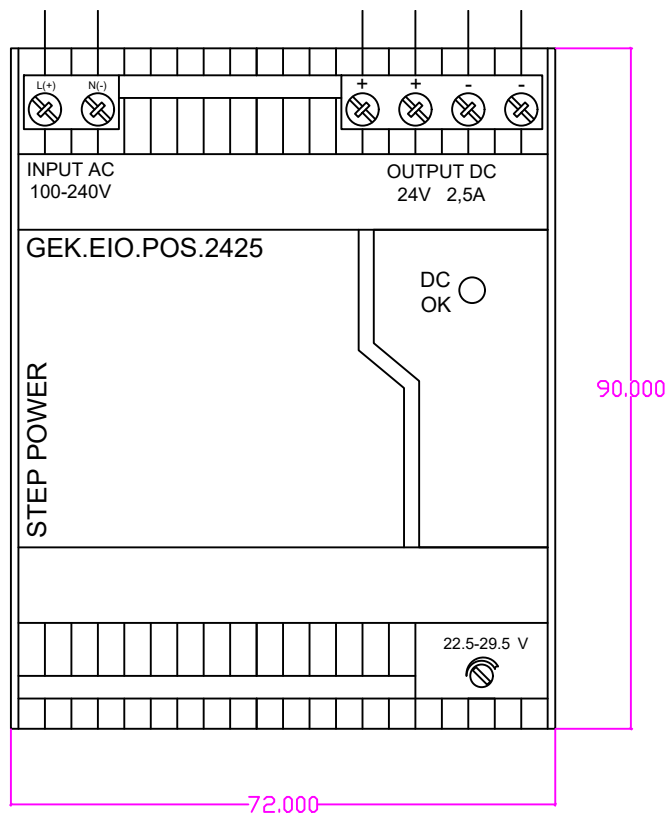 L(+) N(-) + + - -
INPUT AC
100-240V
OUTPUT DC
24V 2,5A
GEK.EIO.POS.2425
DC
OK
STEP POWER
90.000
22.5-29.5 V
72.000